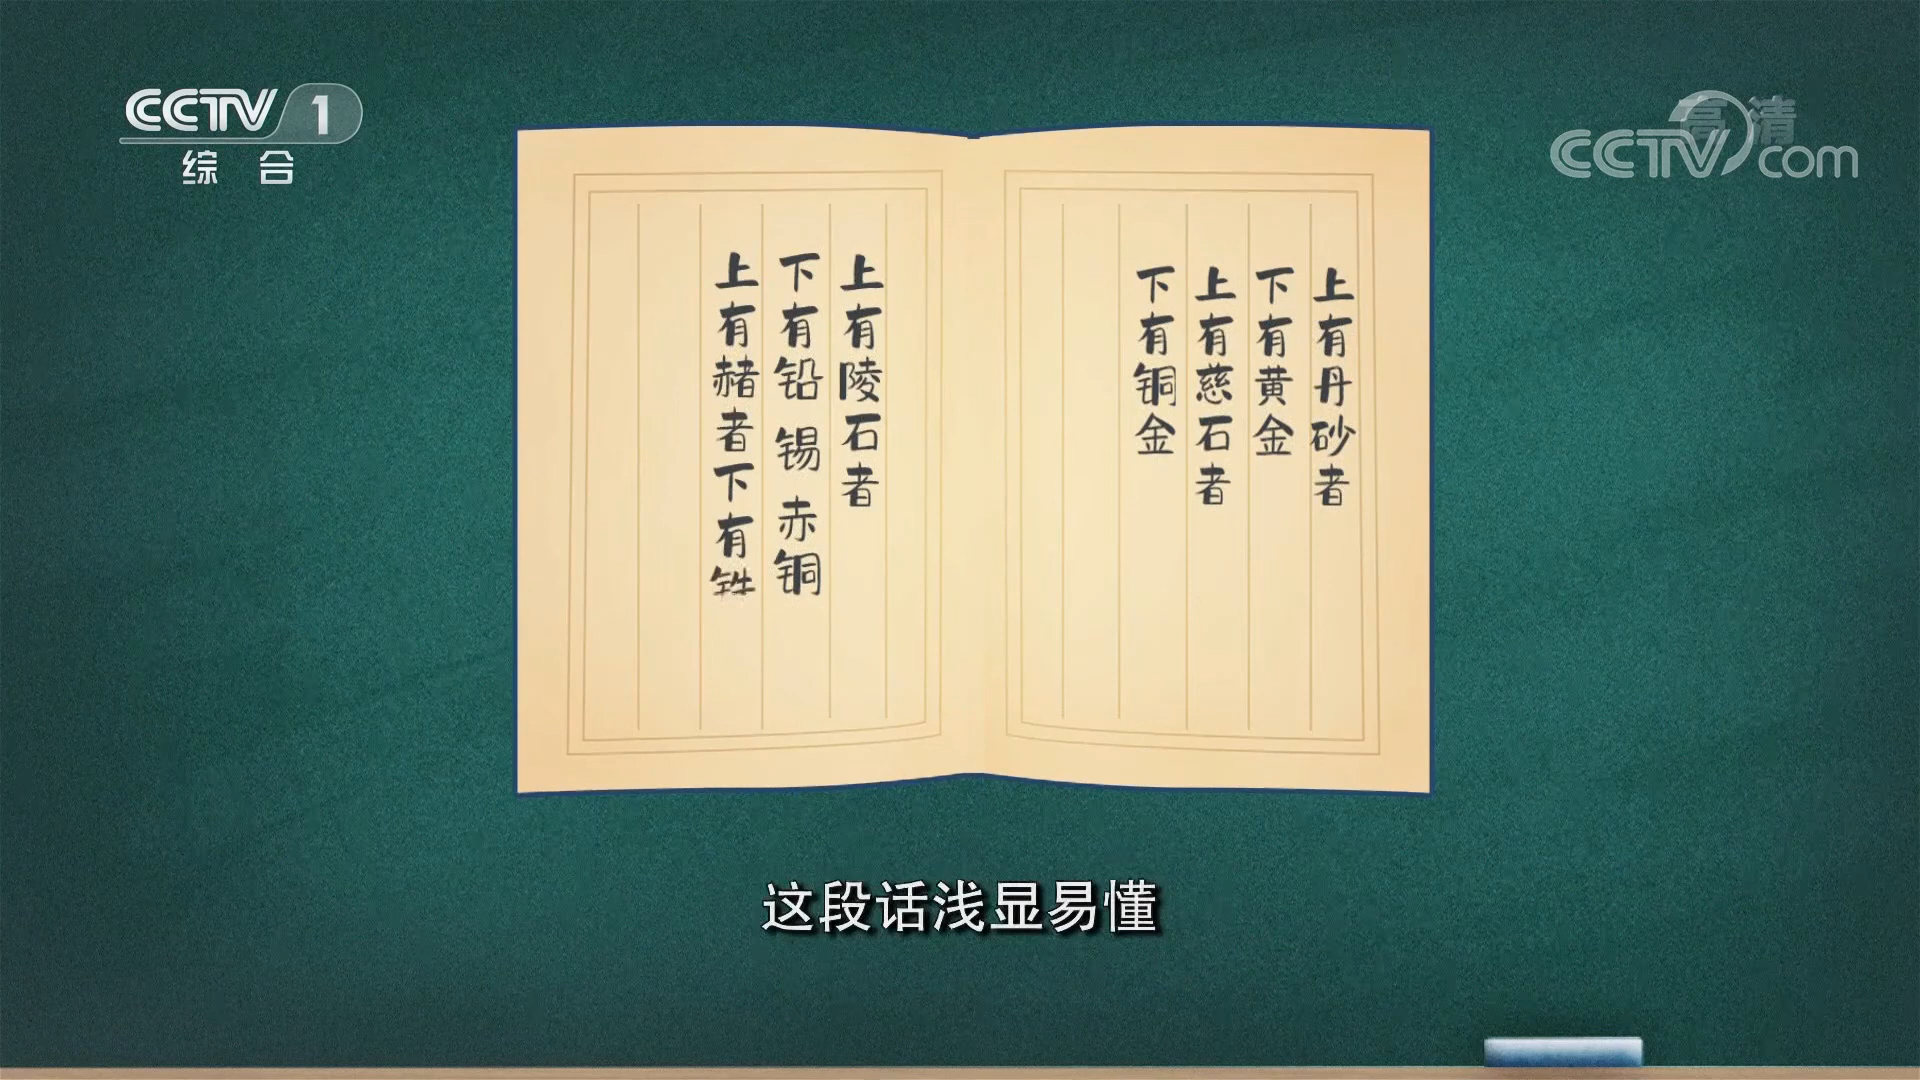 CCTV 1
综合
高清
CCTV com
上有丹砂者
下有黄金
上有慈石者
下有铜金
上有陵石者
下有铅 锡 赤铜
上有赭者下有铁
这段话浅显易懂